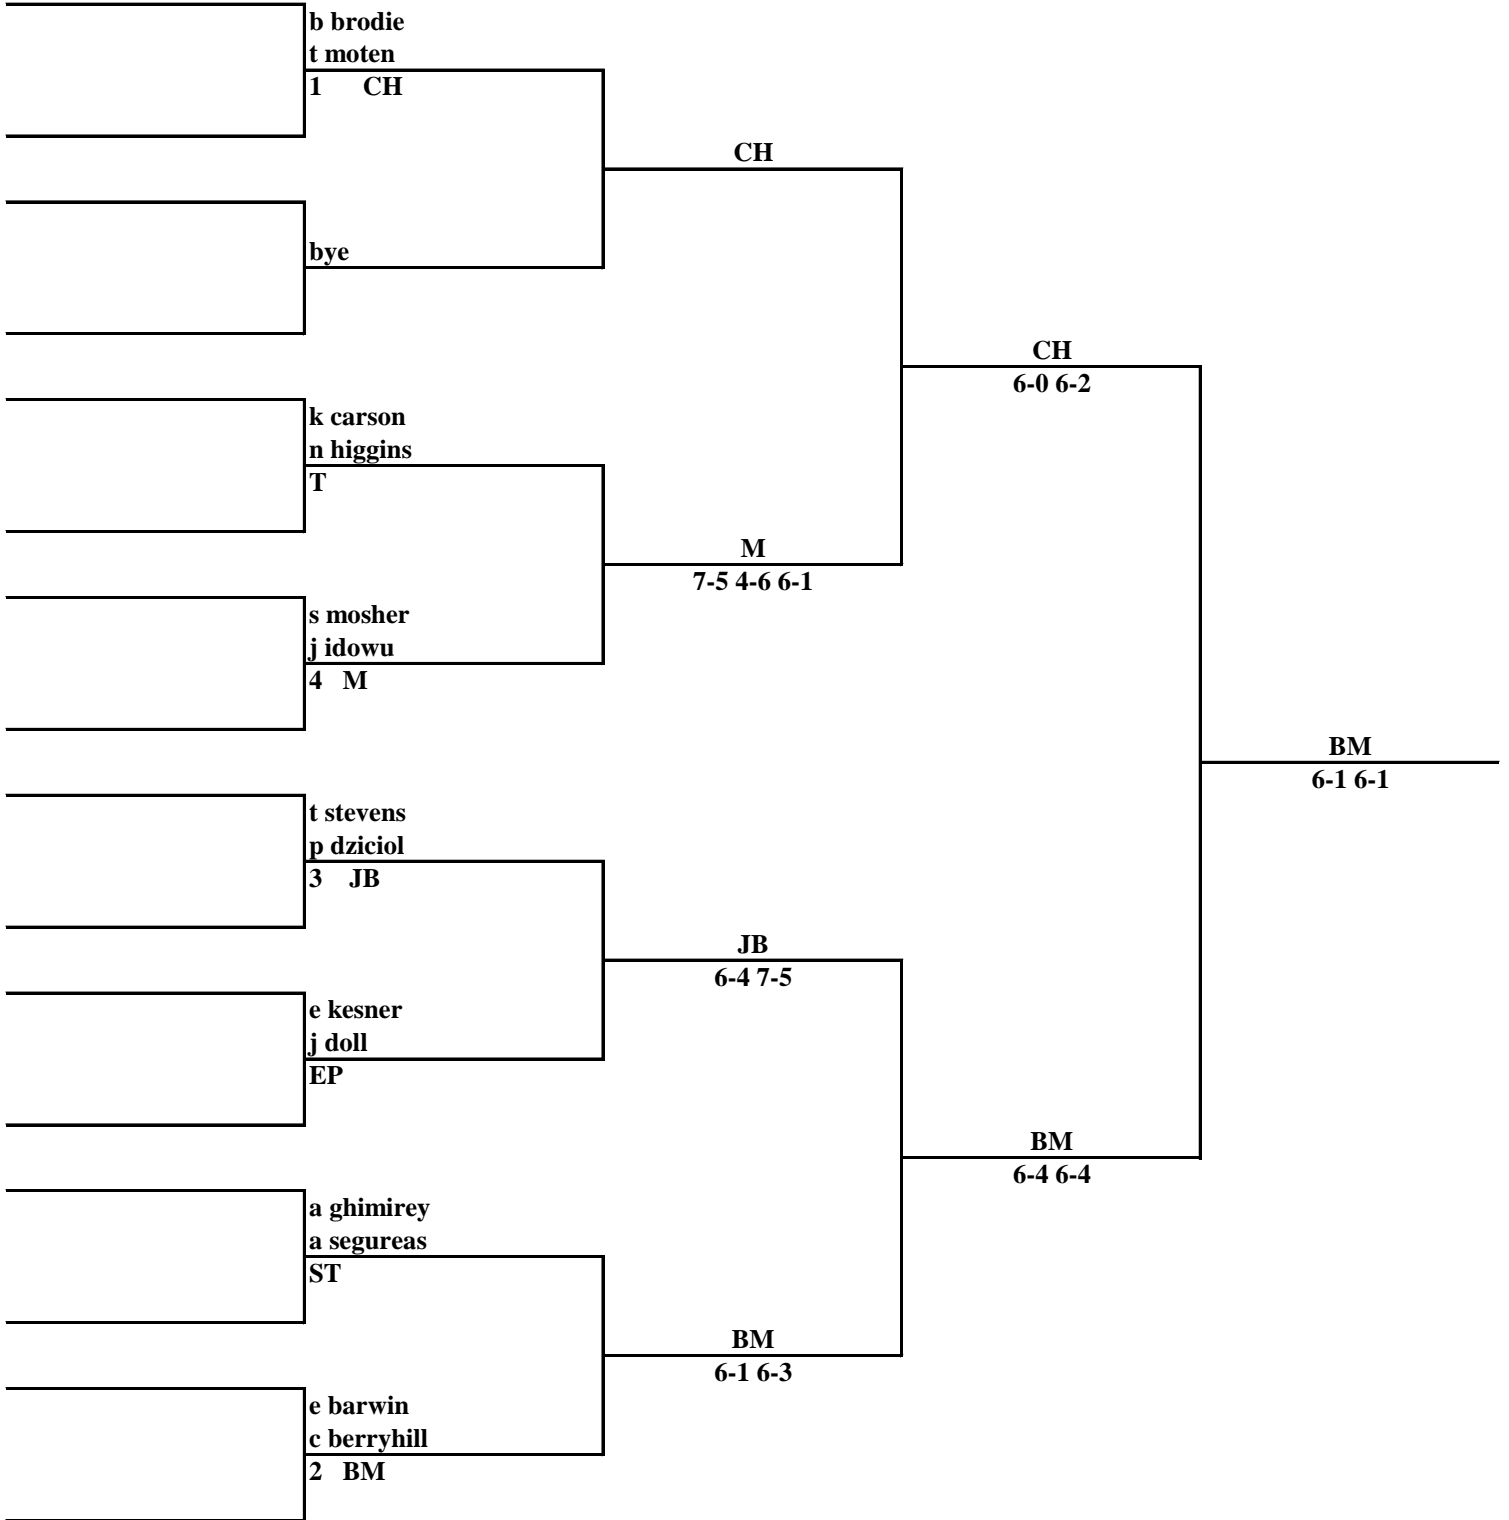 b brodie
t moten
1 CH
CH
bye
CH
6-0 6-2
k carson
n higgins
T
M
7-5 4-6 6-1
s mosher
j idowu
4 M
BM
6-1 6-1
t stevens
p dziciol
3 JB
JB
6-4 7-5
e kesner
j doll
EP
BM
6-4 6-4
a ghimirey
a segureas
ST
BM
6-1 6-3
e barwin
c berryhill
2 BM